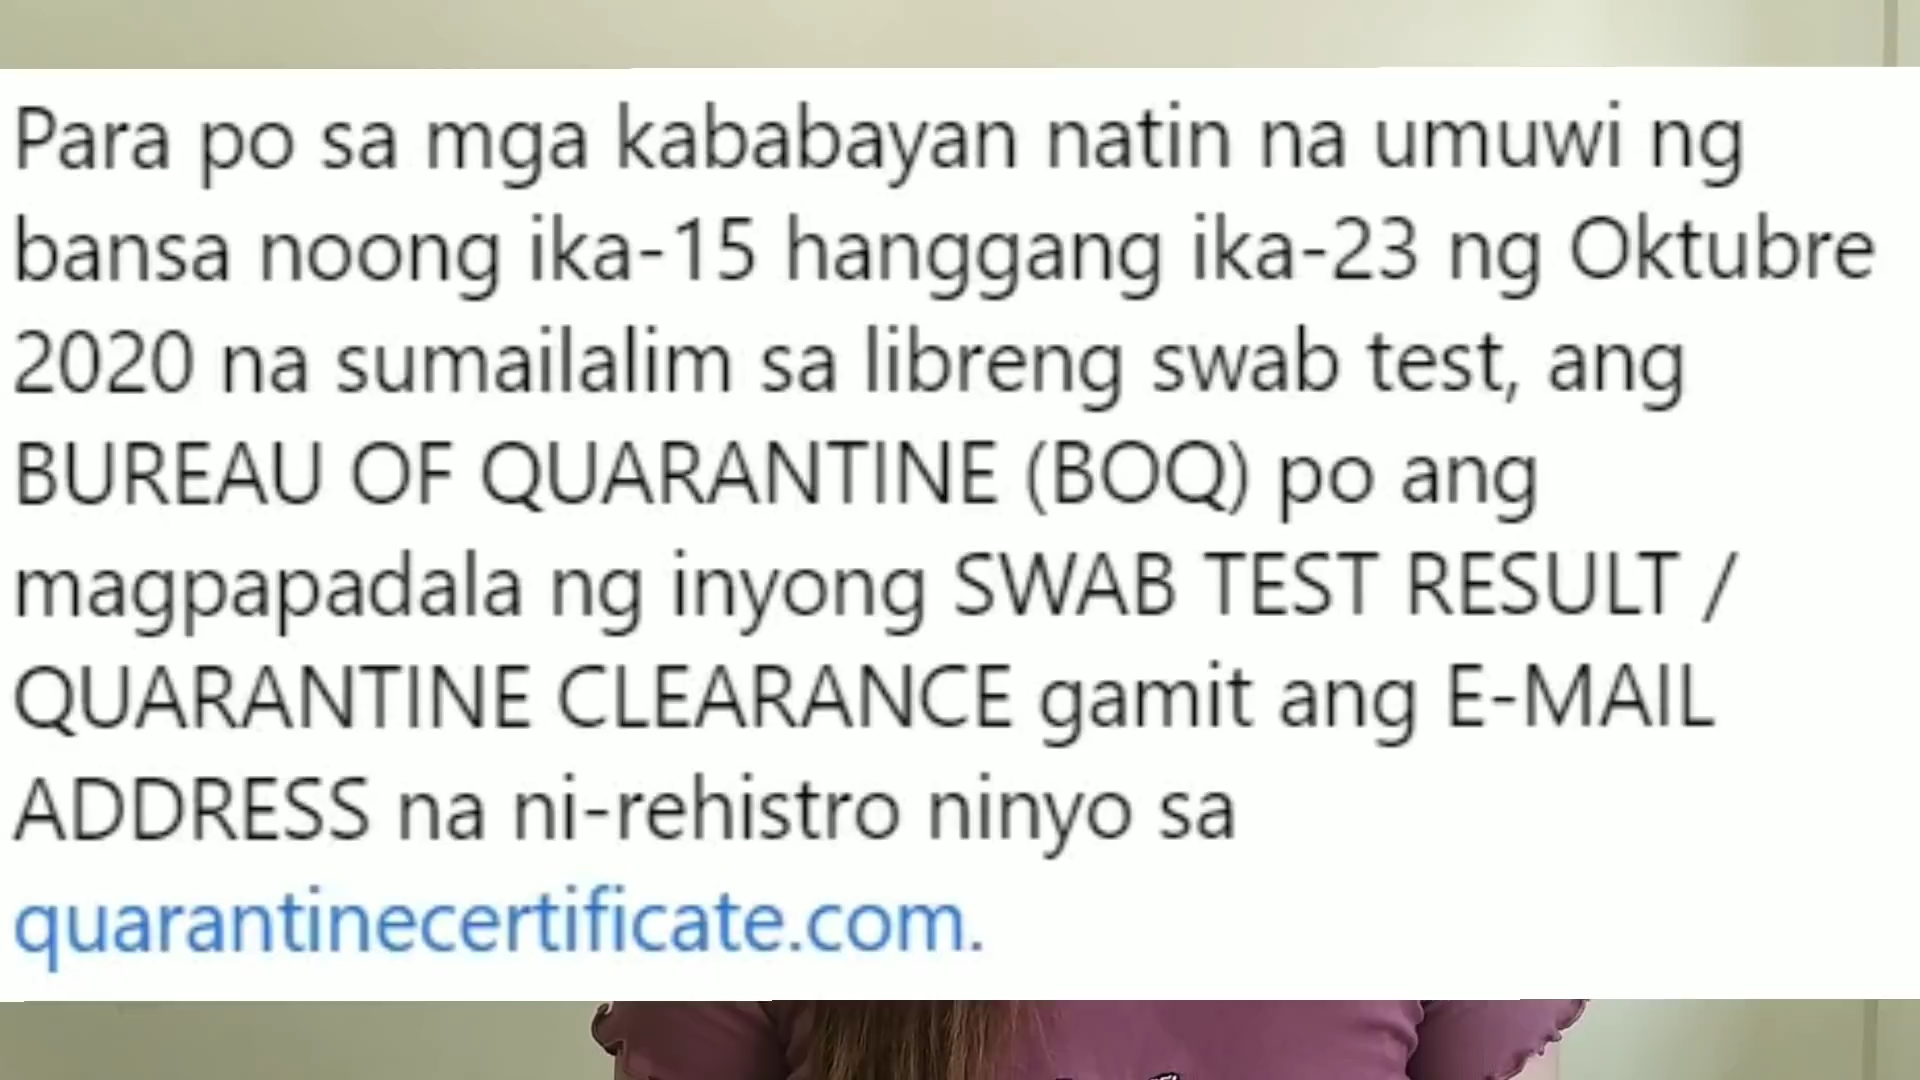 Para po sa mga kababayan natin na umuwi ng
bansa noong ika-15 hanggang ika-23 ng Oktubre
2020 na sumailalim sa libreng swab test, ang
BUREAU OF QUARANTINE (BOQ) po ang
magpapadala ng inyong SWAB TEST RESULT /
QUARANTINE CLEARANCE gamit ang E-MAIL
ADDRESS na ni-rehistro ninyo sa
quarantinecertificate.com.